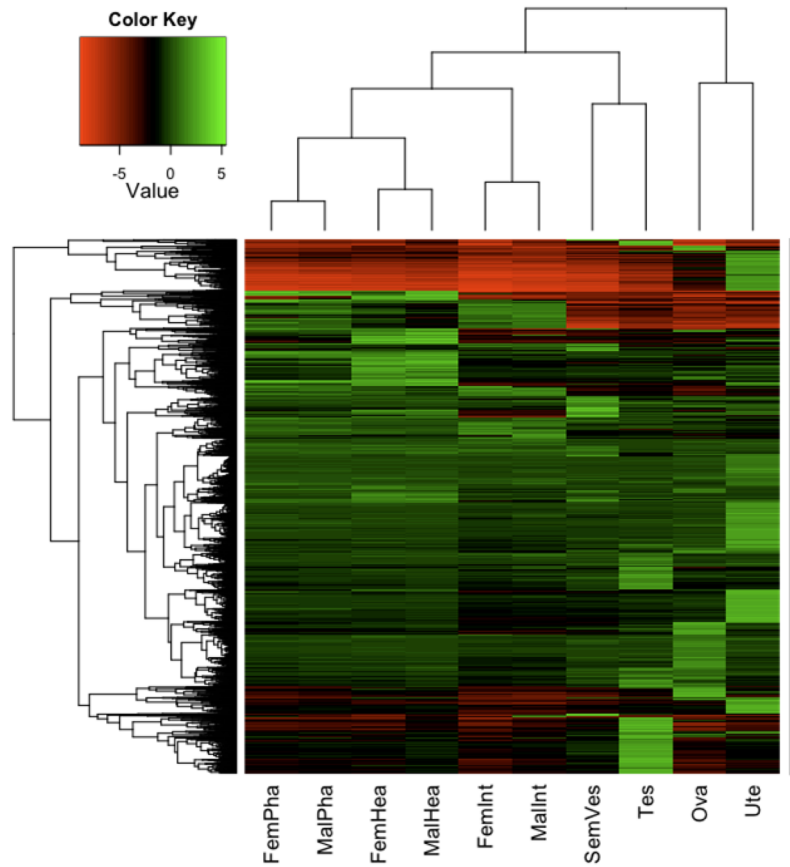 Color Key
-5 0 5
Value
FemPha
MalPha
FemHea
MalHea
FemInt
MalInt
SemVes
Tes
Ova
Ute